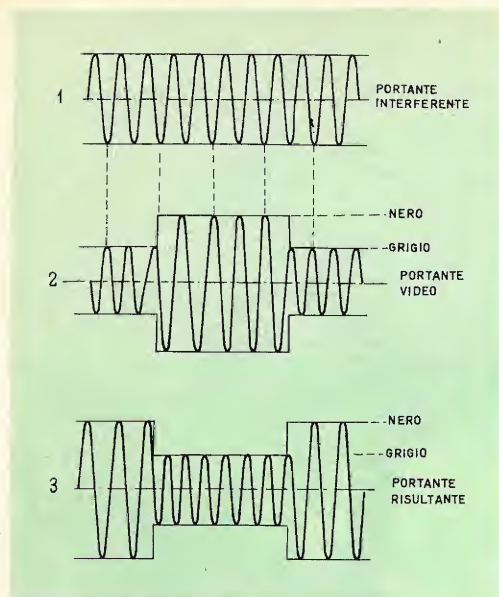 1
PORTANTE
INTERFERENTE
NERO
GRIGIO
2
PORTANTE
VIDEO
NERO
GRIGIO
3
PORTANTE
RISULTANTE